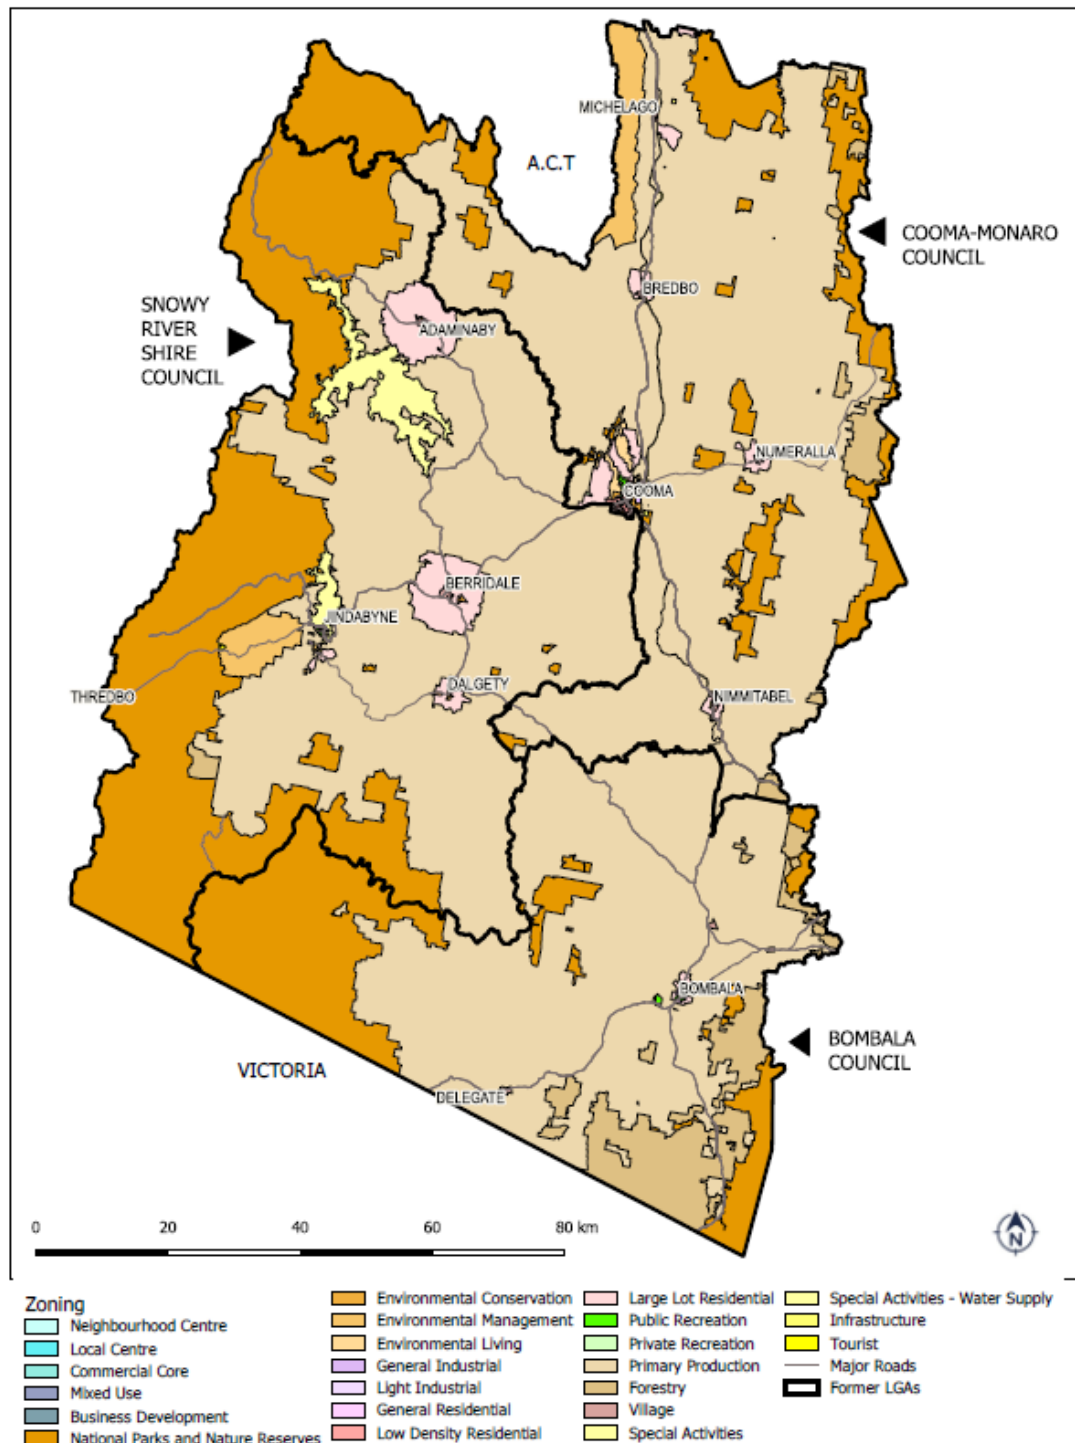 MICHELAGO
A.C.T
COOMA-MONARO
COUNCIL
BREDBO
SNOWY
RIVER
SHIRE
COUNCIL
ADAMINABY
NUMERALLA
COOMA
BERRIDALE
JINDABYNE
DALGETY
THREDBO
NIMMITABEL
BOMBALA
BOMBALA
COUNCIL
VICTORIA
DELEGATE
0 20 40 60 80 km
N
Zoning
Neighbourhood Centre
Local Centre
Commercial Core
Mixed Use
Business Development
National Parks and Nature Reserves
Environmental Conservation
Environmental Management
Environmental Living
General Industrial
Light Industrial
General Residential
Low Density Residential
Large Lot Residential
Public Recreation
Private Recreation
Primary Production
Forestry
Village
Special Activities
Special Activities - Water Supply
Infrastructure
Tourist
Major Roads
Former LGAs